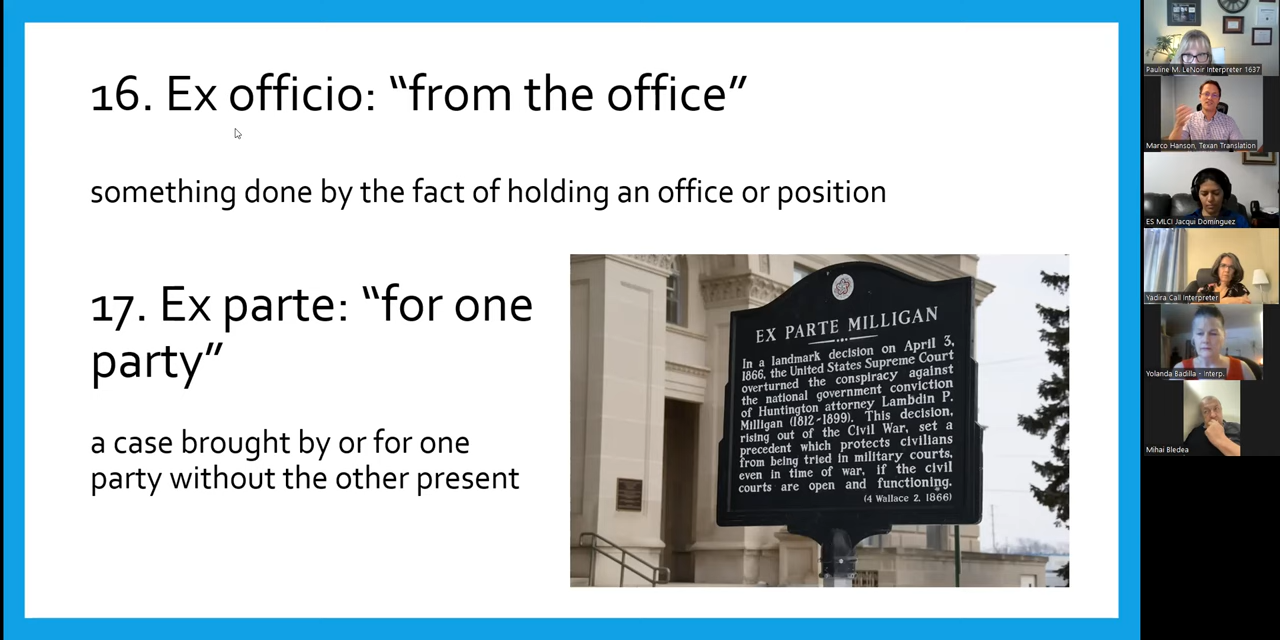 16. Ex officio: “from the office”
something done by the fact of holding an office or position
17. Ex parte: “for one
party”
a case brought by or for one
party without the other present
EX PARTE MILLIGAN
In a landmark decision on April 3,
1866, the United States Supreme Court
overturned the conspiracy against
the national government conviction
of Huntington attorney Lambdin P.
Milligan (1812-1899). This decision,
rising out of the Civil War, set a
precedent which protects civilians
from being tried in military courts,
even in time of war, if the civil
courts are open and functioning.
(4 Wallace 2, 1866)
Pauline M. LeNoir Interpreter 1637
Marco Hanson, Texan Translation
ES MLCI Jacqui Domínguez
Yadira Call Interpreter
Yolanda Badilla - Interp.
Mihai Bledea